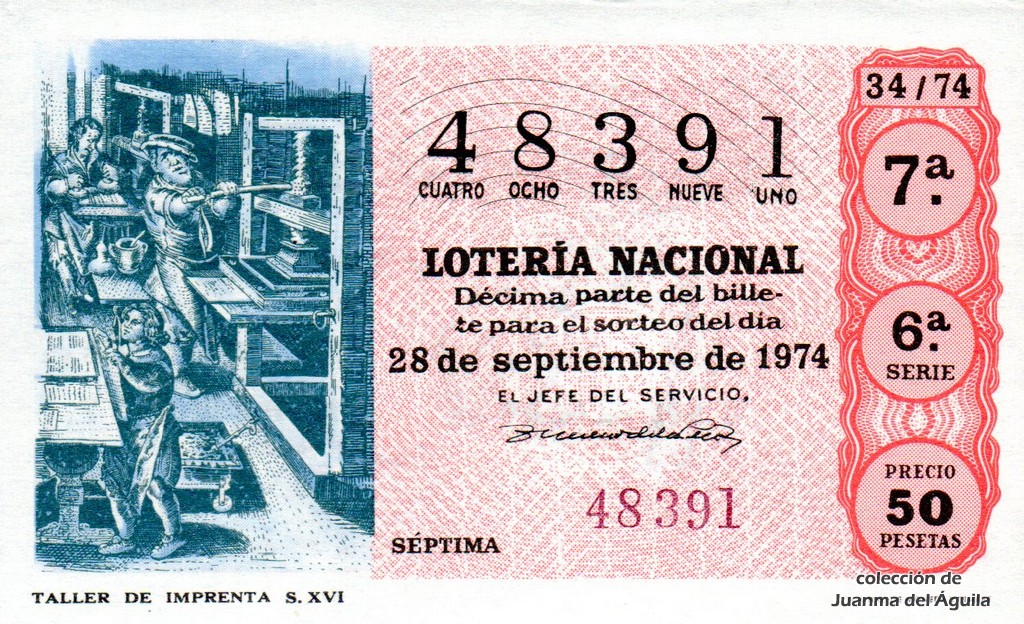 34 / 74
4 8 3 9 1
CUATRO OCHO TRES NUEVE UNO
7ª.
LOTERÍA NACIONAL
Décima parte del bille-
te para el sorteo del día
28 de septiembre de 1974
EL JEFE DEL SERVICIO,
6ª.
SERIE
48391
SÉPTIMA
PRECIO
50
PESETAS
TALLER DE IMPRENTA S. XVI
colección de
Juanma del Águila